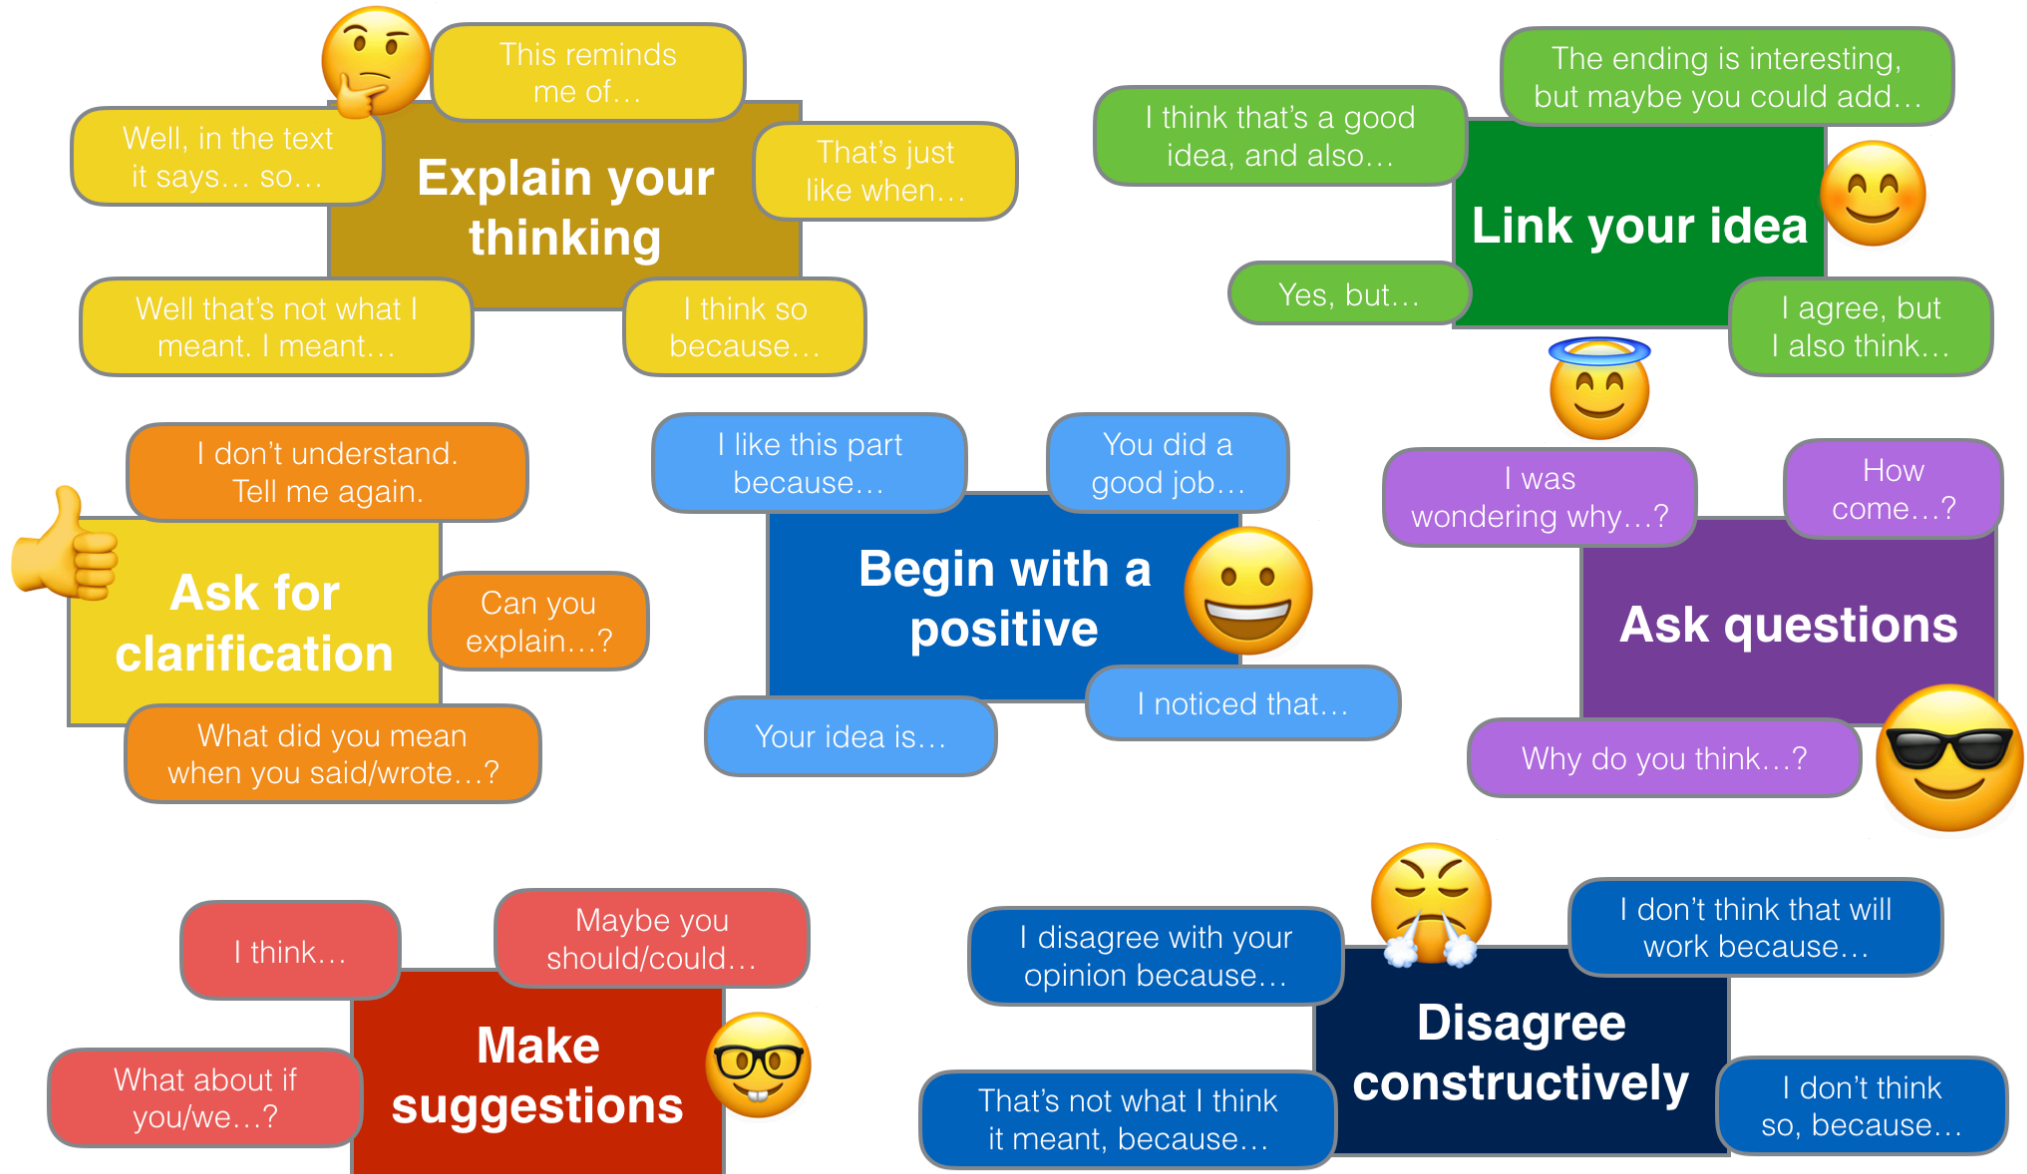 This reminds
me of…
Well, in the text
it says… so…
That’s just
like when…
Explain your
thinking
Well that’s not what I
meant. I meant…
I think so
because…
The ending is interesting,
but maybe you could add…
I think that’s a good
idea, and also…
Link your idea
Yes, but…
I agree, but
I also think…
I don’t understand.
Tell me again.
Ask for
clarification
Can you
explain…?
What did you mean
when you said/wrote…?
I like this part
because…
You did a
good job…
Begin with a
positive
I noticed that…
Your idea is…
I was
wondering why…?
How
come…?
Ask questions
Why do you think…?
I think…
Maybe you
should/could…
Make
suggestions
What about if
you/we…?
I disagree with your
opinion because…
I don’t think that will
work because…
Disagree
constructively
That’s not what I think
it meant, because…
I don’t think
so, because…